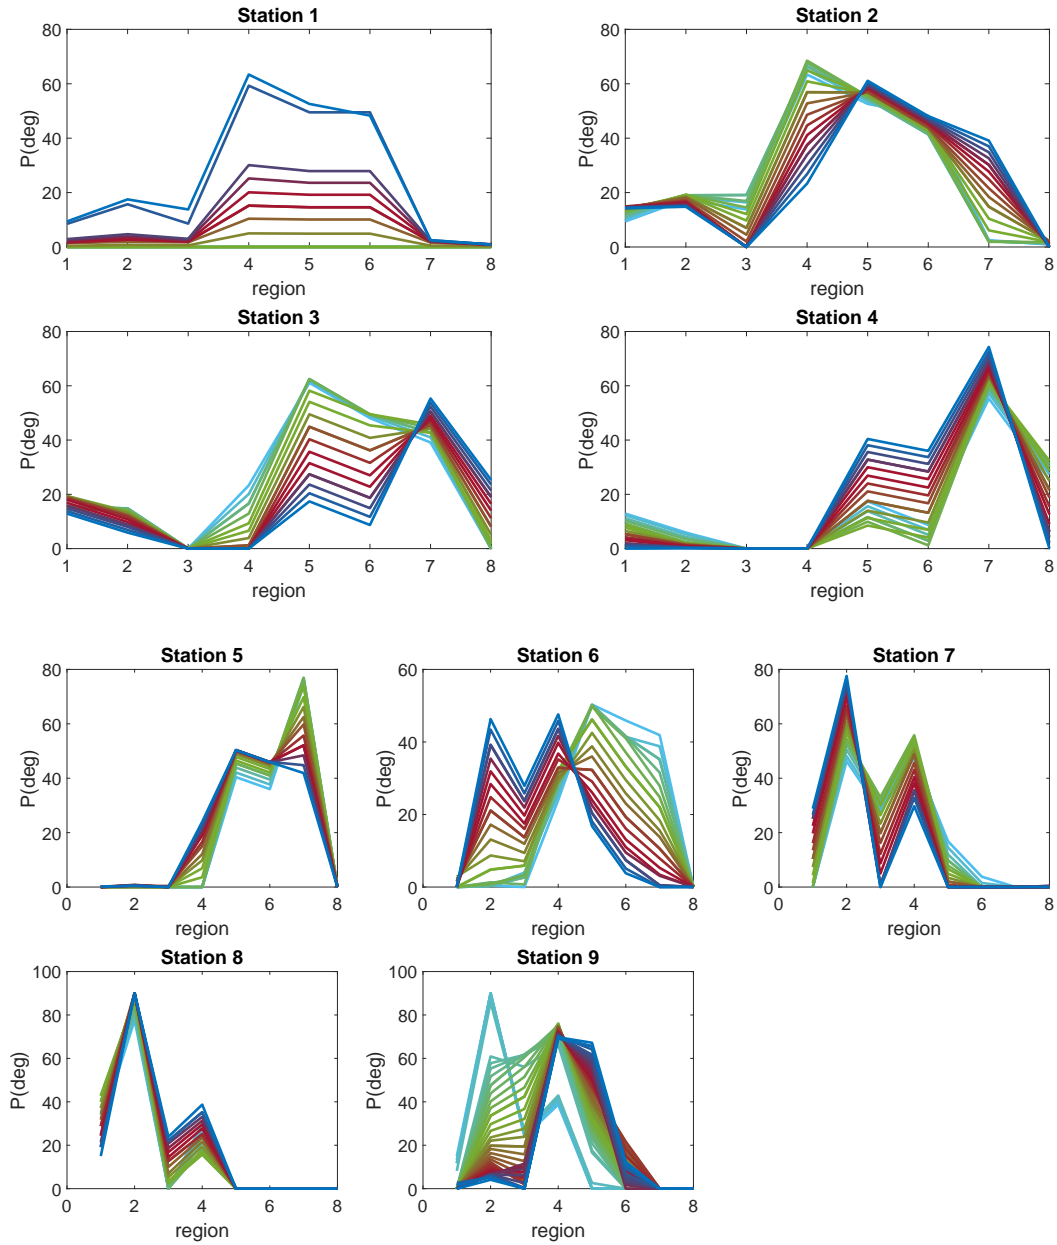 Station 1
Station 2
80
60
40
20
0
P(deg)
1 2 3 4 5 6 7 8
region
80
60
40
20
0
P(deg)
1 2 3 4 5 6 7 8
region
Station 3
Station 4
80
60
40
20
0
P(deg)
1 2 3 4 5 6 7 8
region
80
60
40
20
0
P(deg)
1 2 3 4 5 6 7 8
region
Station 5
Station 6
Station 7
80
60
40
20
0
P(deg)
0 2 4 6 8
region
60
40
20
0
P(deg)
0 2 4 6 8
region
80
60
40
20
0
P(deg)
0 2 4 6 8
region
Station 8
Station 9
100
80
60
40
20
0
P(deg)
0 2 4 6 8
region
100
80
60
40
20
0
P(deg)
0 2 4 6 8
region